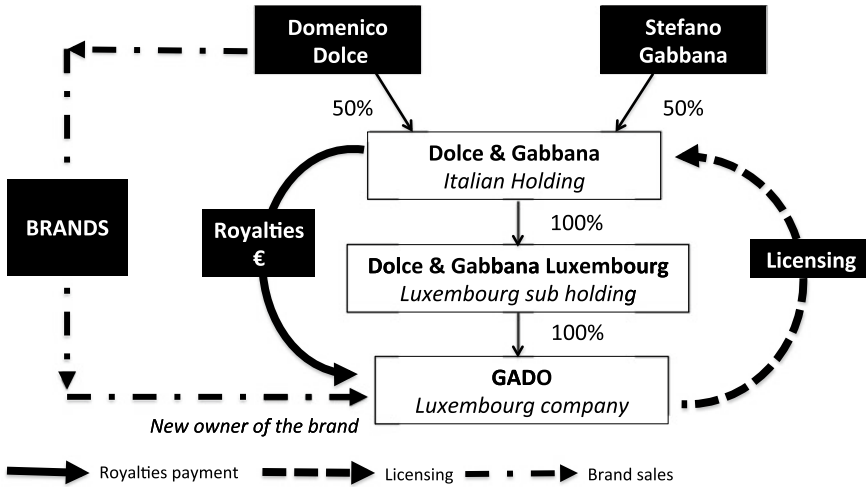 Domenico
Dolce
Stefano
Gabbana
50%
50%
Dolce & Gabbana
Italian Holding
BRANDS
Royalties
€
100%
Licensing
Dolce & Gabbana Luxembourg
Luxembourg sub holding
100%
GADO
Luxembourg company
New owner of the brand
Royalties payment
Licensing
Brand sales